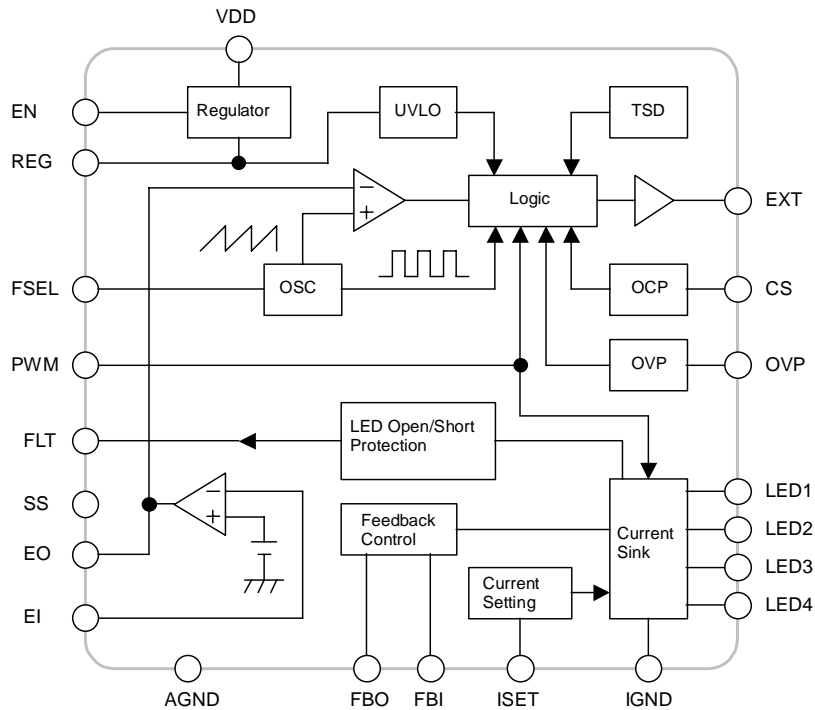 VDD
EN
Regulator
UVLO
TSD
REG
−
+
Logic
EXT
FSEL
OSC
OCP
CS
PWM
OVP
OVP
FLT
LED Open/Short
Protection
SS
−
+
EO
EI
Feedback
Control
Current
Setting
Current
Sink
LED1
LED2
LED3
LED4
AGND
FBO
FBI
ISET
IGND